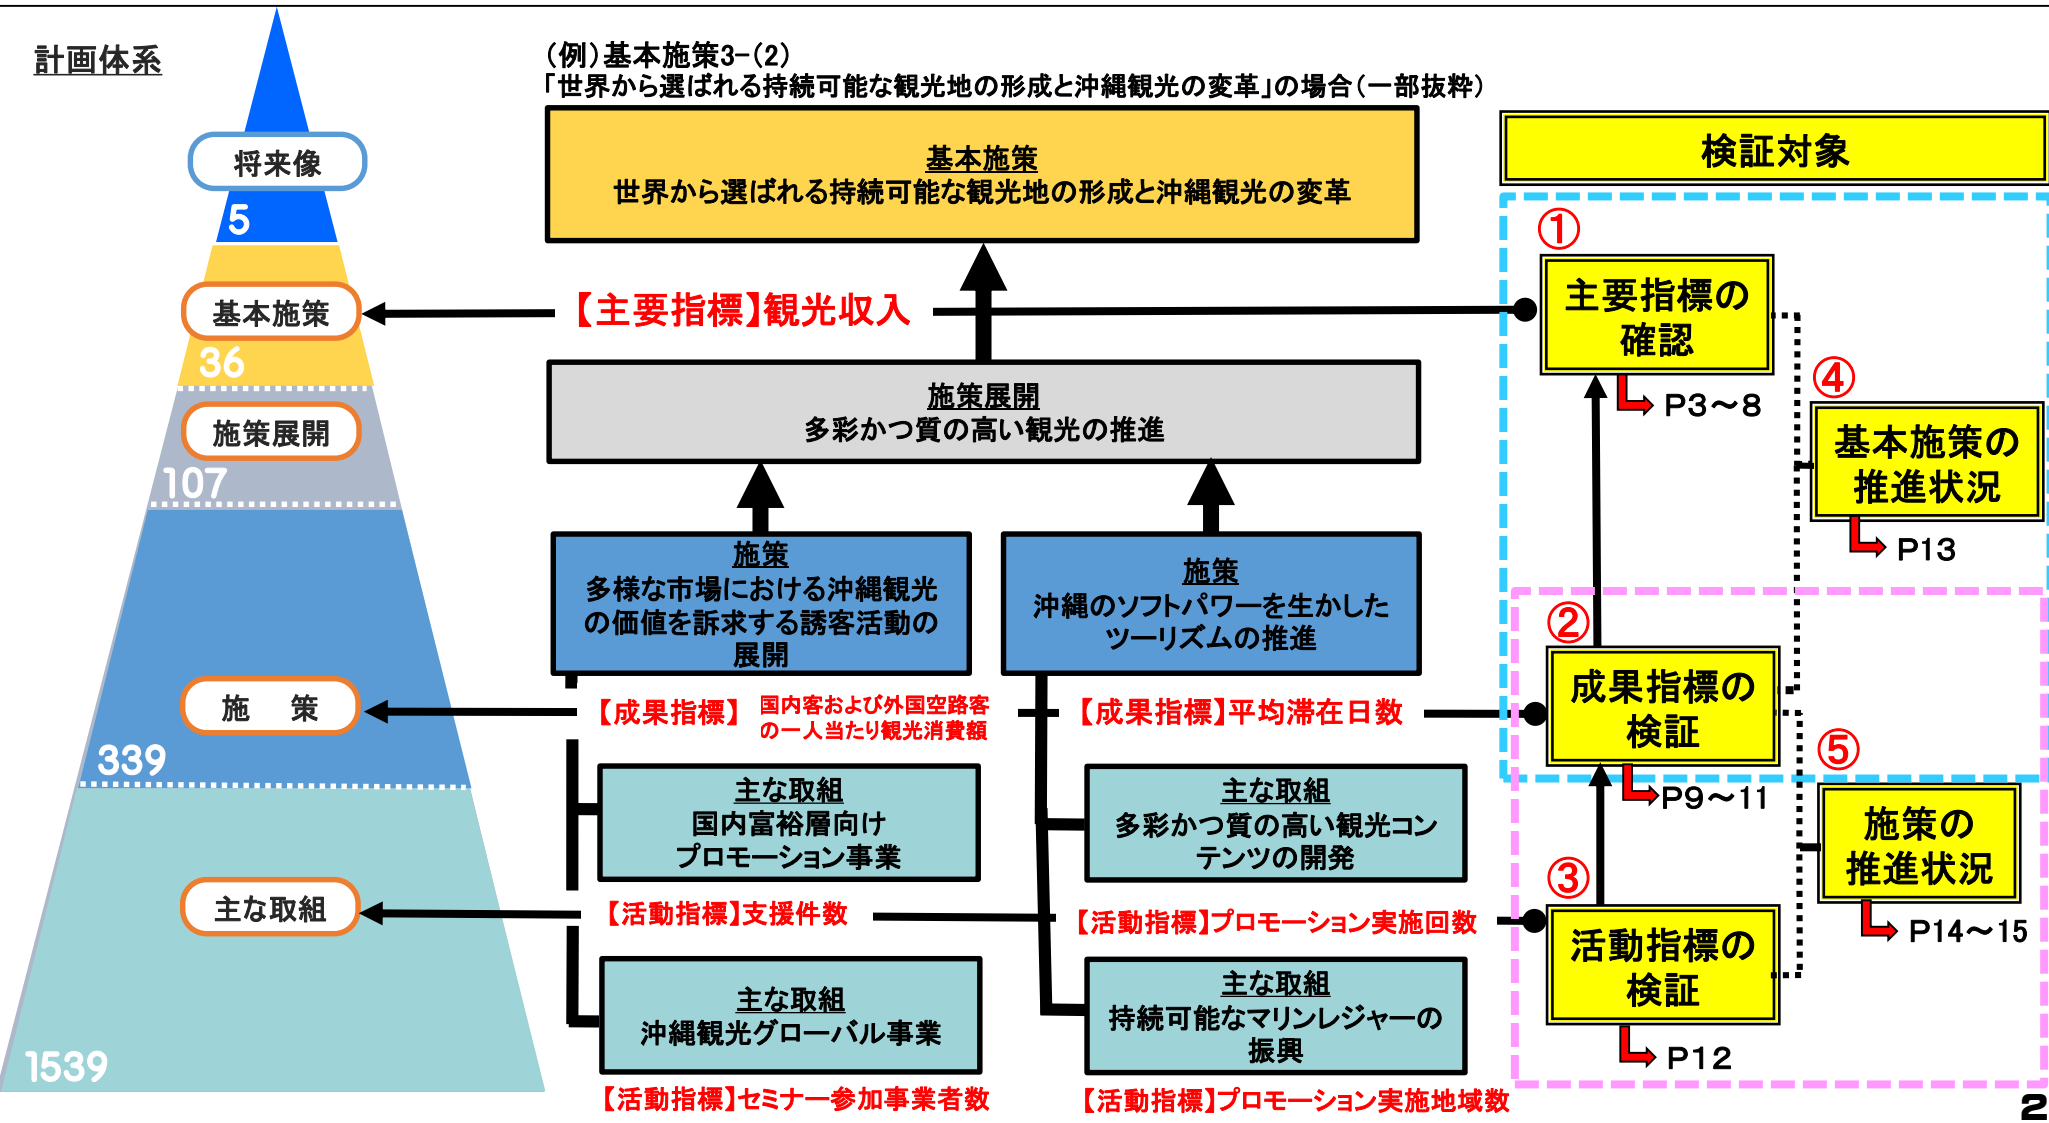 計画体系
将来像
5
基本施策
36
施策展開
107
施　策
339
主な取組
1539
(例)基本施策3-(2)
「世界から選ばれる持続可能な観光地の形成と沖縄観光の変革」の場合(一部抜粋)
基本施策
世界から選ばれる持続可能な観光地の形成と沖縄観光の変革
【主要指標】観光収入
施策展開
多彩かつ質の高い観光の推進
施策
多様な市場における沖縄観光
の価値を訴求する誘客活動の
展開
施策
沖縄のソフトパワーを生かした
ツーリズムの推進
【成果指標】
国内客および外国空路客
の一人当たり観光消費額
【成果指標】平均滞在日数
主な取組
国内富裕層向け
プロモーション事業
主な取組
多彩かつ質の高い観光コン
テンツの開発
【活動指標】支援件数
【活動指標】プロモーション実施回数
主な取組
沖縄観光グローバル事業
主な取組
持続可能なマリンレジャーの
振興
【活動指標】セミナー参加事業者数
【活動指標】プロモーション実施地域数
検証対象
①
主要指標の
確認
P3～8
④
基本施策の
推進状況
P13
②
成果指標の
検証
P9～11
⑤
施策の
推進状況
P14～15
③
活動指標の
検証
P12
2